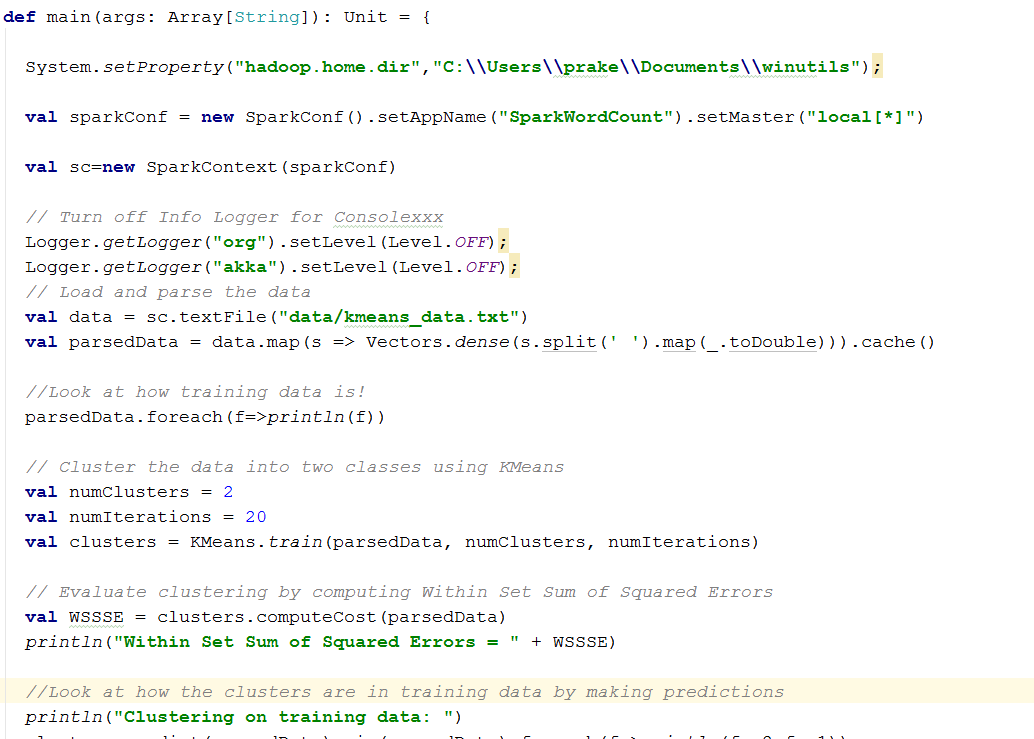 def main(args: Array[String]): Unit = {
System.setProperty("hadoop.home.dir","C:\\Users\\prake\\Documents\\winutils");
val sparkConf = new SparkConf().setAppName("SparkWordCount").setMaster("local[*]")
val sc=new SparkContext(sparkConf)
// Turn off Info Logger for Consolexxx
Logger.getLogger("org").setLevel(Level.OFF);
Logger.getLogger("akka").setLevel(Level.OFF);
// Load and parse the data
val data = sc.textFile("data/kmeans_data.txt")
val parsedData = data.map(s => Vectors.dense(s.split(' ').map(_.toDouble))).cache()
//Look at how training data is!
parsedData.foreach(f=>println(f))
// Cluster the data into two classes using KMeans
val numClusters = 2
val numIterations = 20
val clusters = KMeans.train(parsedData, numClusters, numIterations)
// Evaluate clustering by computing Within Set Sum of Squared Errors
val WSSSE = clusters.computeCost(parsedData)
println("Within Set Sum of Squared Errors = " + WSSSE)
//Look at how the clusters are in training data by making predictions
println("Clustering on training data: ")